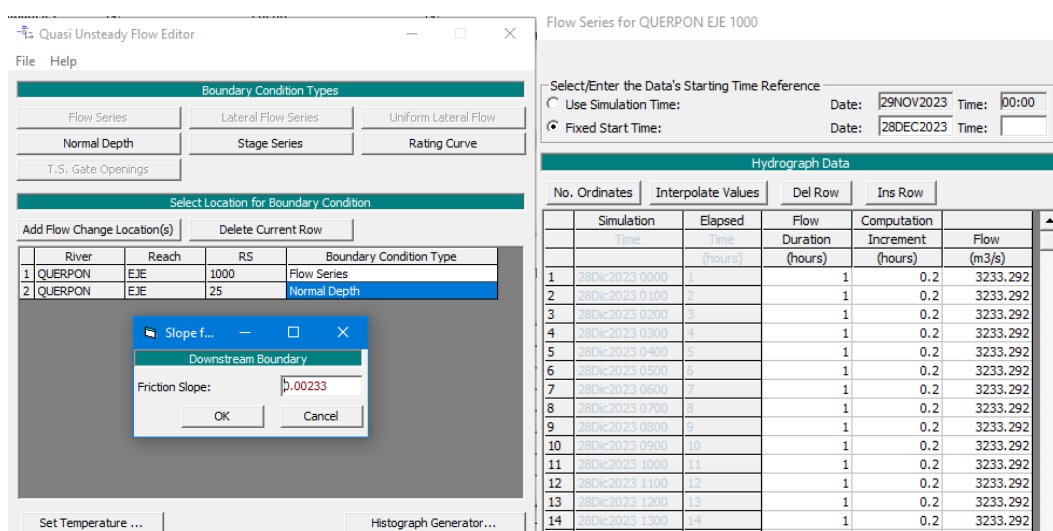 Quasi Unsteady Flow Editor
File Help
Boundary Condition Types
Flow Series Lateral Flow Series Uniform Lateral Flow
Normal Depth Stage Series Rating Curve
T.S. Gate Openings
Select Location for Boundary Condition
Add Flow Change Location(s) Delete Current Row
River Reach RS Boundary Condition Type
1 QUERPON EJE 1000 Flow Series
2 QUERPON EJE 25 Normal Depth
Slope f...
Downstream Boundary
Friction Slope: 0.00233
OK Cancel
Set Temperature ... Histograph Generator...
Flow Series for QUERPON EJE 1000
Select/Enter the Data's Starting Time Reference
Use Simulation Time: Date: 29NOV2023 Time: 00:00
Fixed Start Time: Date: 28DEC2023 Time:
Hydrograph Data
No. Ordinates Interpolate Values Del Row Ins Row
Simulation Elapsed Flow Computation
Time Time Duration Increment Flow
(hours) (hours) (hours) (m3/s)
1 28Dic2023 0000 1 1 0.2 3233.292
2 28Dic2023 0100 2 1 0.2 3233.292
3 28Dic2023 0200 3 1 0.2 3233.292
4 28Dic2023 0300 4 1 0.2 3233.292
5 28Dic2023 0400 5 1 0.2 3233.292
6 28Dic2023 0500 6 1 0.2 3233.292
7 28Dic2023 0600 7 1 0.2 3233.292
8 28Dic2023 0700 8 1 0.2 3233.292
9 28Dic2023 0800 9 1 0.2 3233.292
10 28Dic2023 0900 10 1 0.2 3233.292
11 28Dic2023 1000 11 1 0.2 3233.292
12 28Dic2023 1100 12 1 0.2 3233.292
13 28Dic2023 1200 13 1 0.2 3233.292
14 28Dic2023 1300 14 1 0.2 3233.292